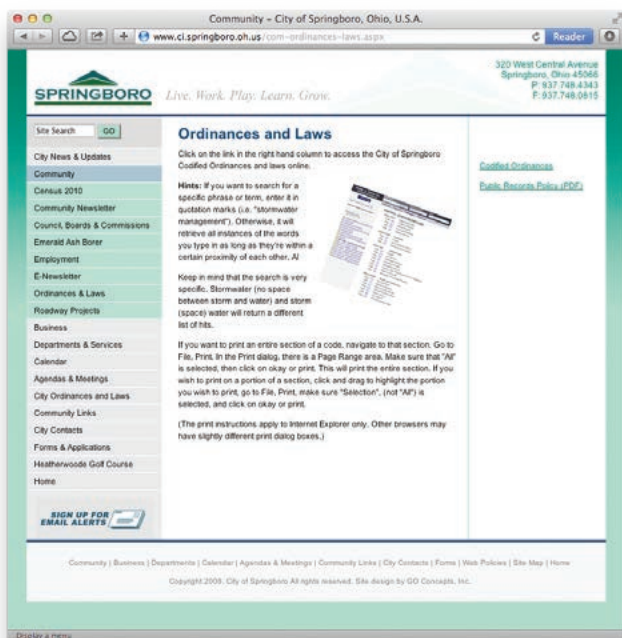 Community - City of Springboro, Ohio, U.S.A.
www.ci.springboro.oh.us/com-ordinances-laws.aspx
Reader
320 West Central Avenue
Springboro, Ohio 45066
P: 937.748.4343
F: 937.748.0815
SPRINGBORO
Live. Work. Play. Learn. Grow.
Site Search GO
City News & Updates
Community
Census 2010
Community Newsletter
Council, Boards & Commissions
Emerald Ash Borer
Employment
E-Newsletter
Ordinances & Laws
Roadway Projects
Business
Departments & Services
Calendar
Agendas & Meetings
City Ordinances and Laws
Community Links
City Contacts
Forms & Applications
Heatherwoode Golf Course
Home
SIGN UP FOR
EMAIL ALERTS
Ordinances and Laws
Click on the link in the right hand column to access the City of Springboro
Codified Ordinances and laws online.
Hints: If you want to search for a
specific phrase or term, enter it in
quotation marks (i.e. "stormwater
management"). Otherwise, it will
retrieve all instances of the words
you type in as long as they're within a
certain proximity of each other. Al
Keep in mind that the search is very
specific. Stormwater (no space
between storm and water) and storm
(space) water will return a different
list of hits.
If you want to print an entire section of a code, navigate to that section. Go to
File, Print. In the Print dialog, there is a Page Range area. Make sure that "All"
is selected, then click on okay or print. This will print the entire section. If you
wish to print on a portion of a section, click and drag to highlight the portion
you wish to print, go to File, Print, make sure "Selection", (not "All") is
selected, and click on okay or print.
(The print instructions apply to Internet Explorer only. Other browsers may
have slightly different print dialog boxes.)
Codified Ordinances
Public Records Policy (PDF)
Community | Business | Departments | Calendar | Agendas & Meetings | Community Links | City Contacts | Forms | Web Policies | Site Map | Home
Copyright 2009. City of Springboro All rights reserved. Site design by GO Concepts, Inc.
Display a menu